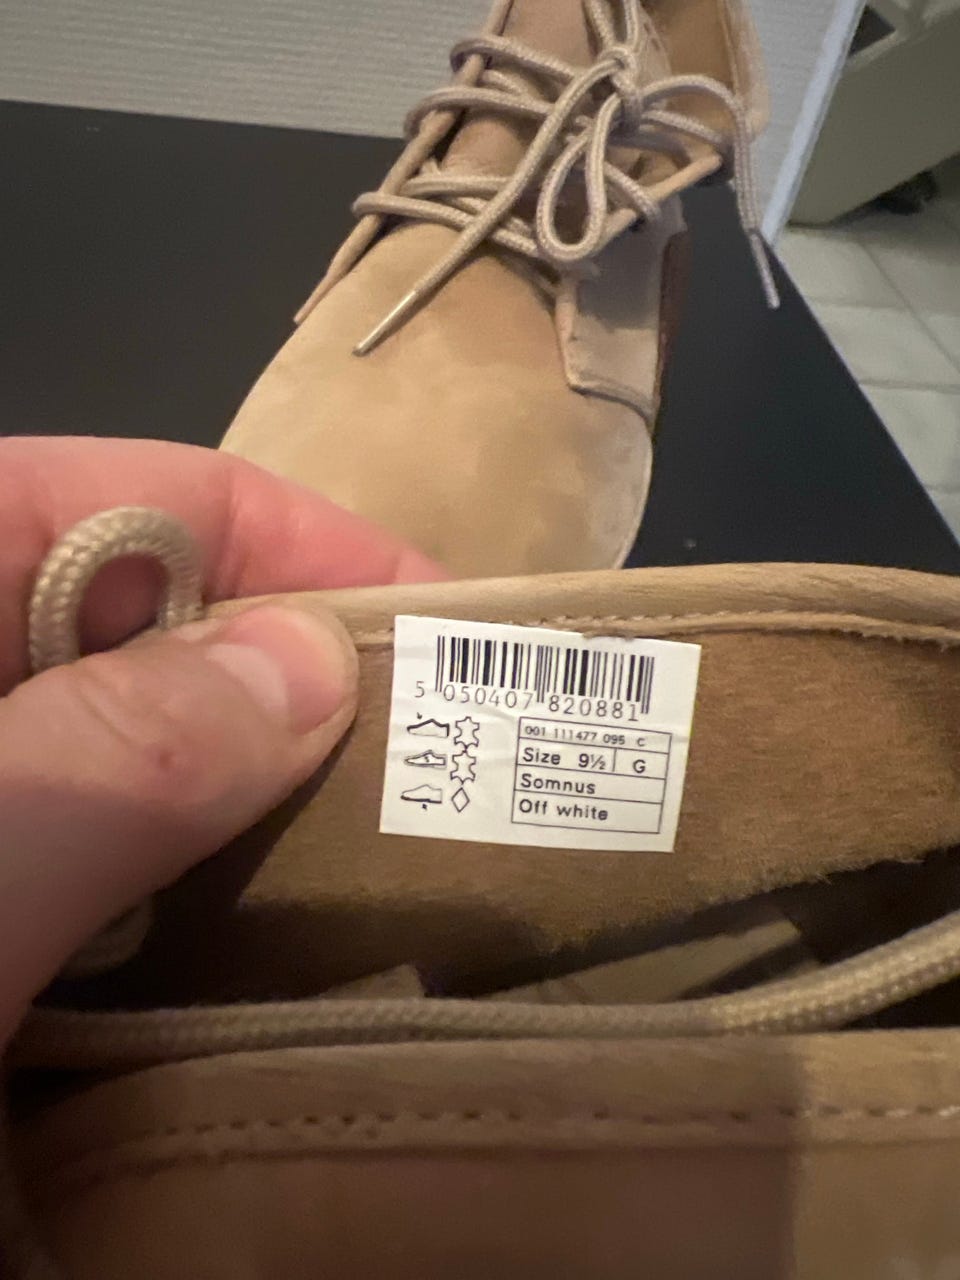 5 050407 820881
001 111477 095 C
Size 9½ G
Somnus
Off white